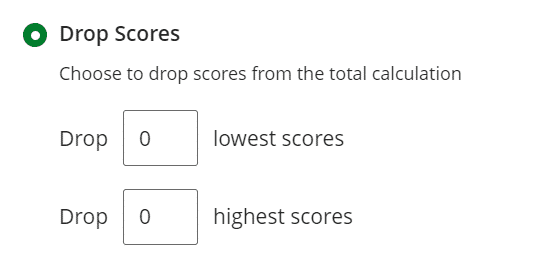 Drop Scores
Choose to drop scores from the total calculation
Drop 0 lowest scores
Drop 0 highest scores